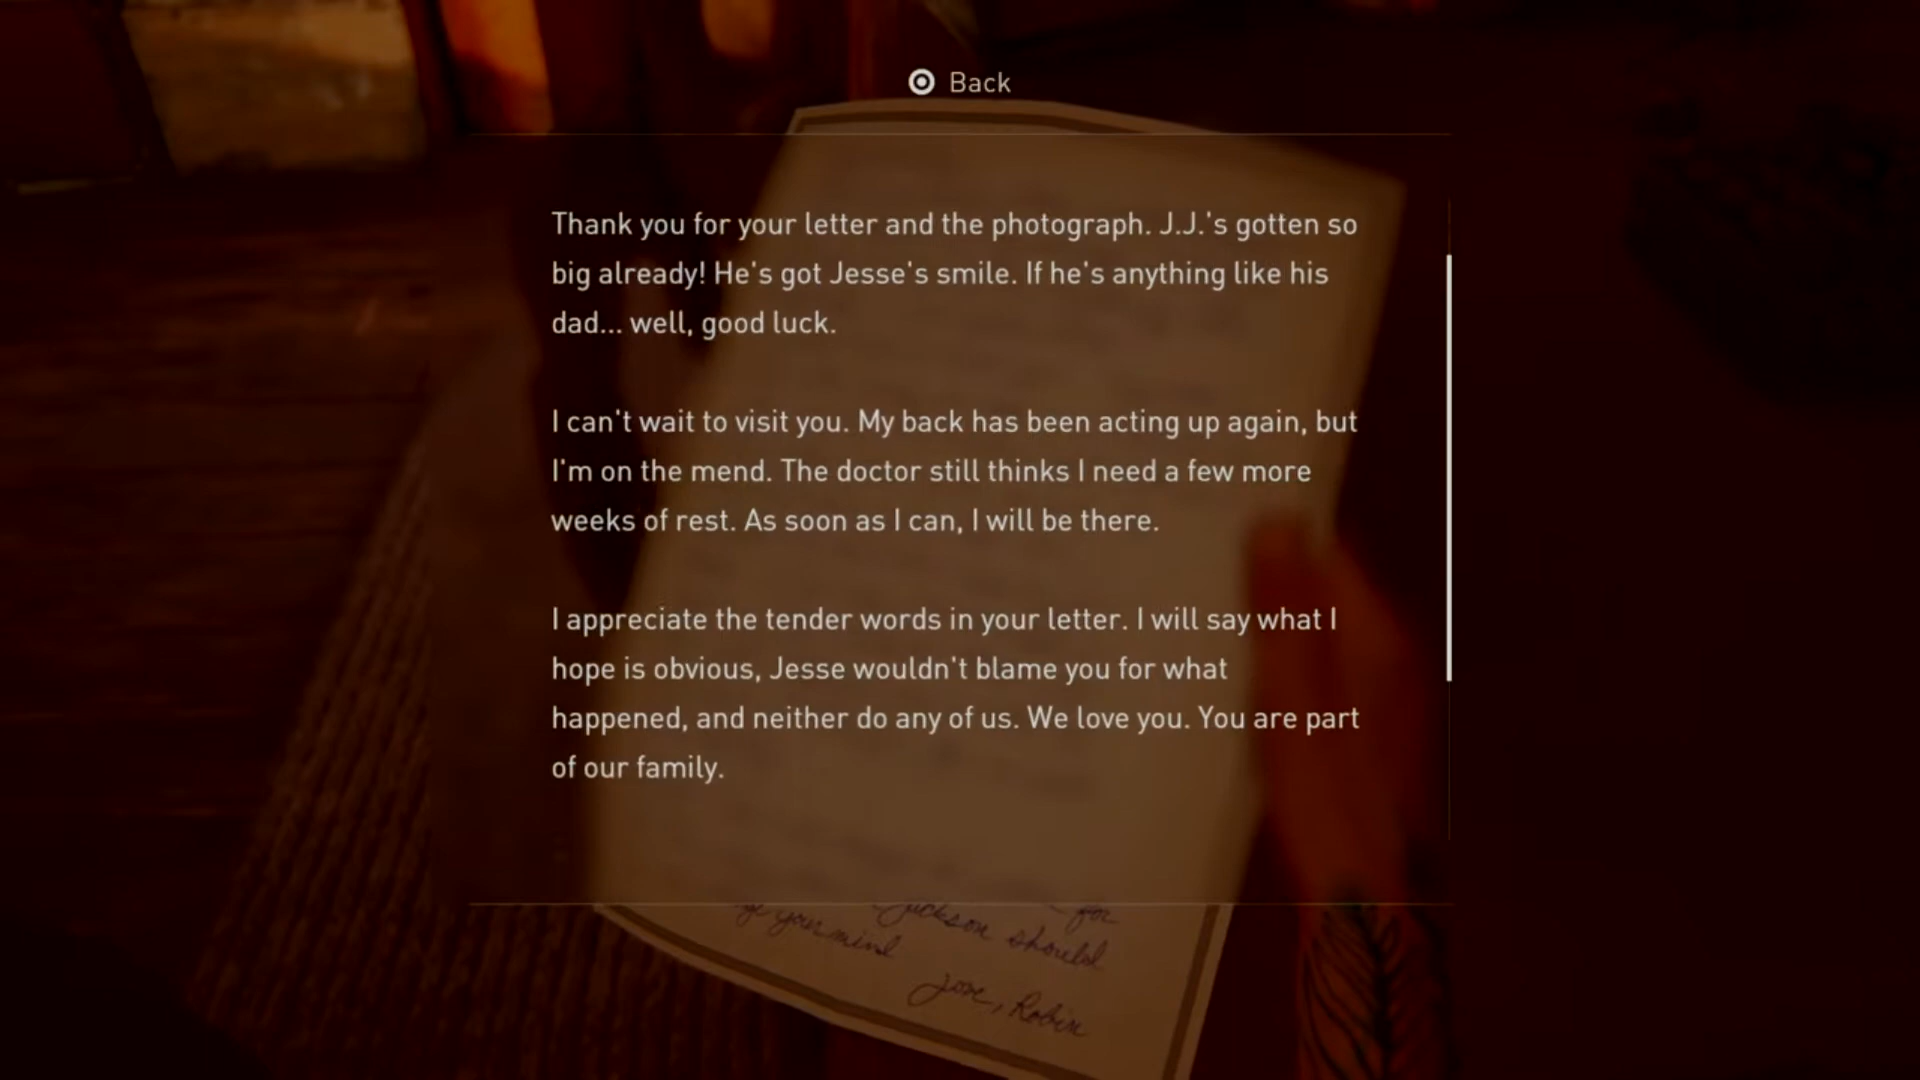 Back
Thank you for your letter and the photograph. J.J.'s gotten so
big already! He's got Jesse's smile. If he's anything like his
dad... well, good luck.
I can't wait to visit you. My back has been acting up again, but
I'm on the mend. The doctor still thinks I need a few more
weeks of rest. As soon as I can, I will be there.
I appreciate the tender words in your letter. I will say what I
hope is obvious, Jesse wouldn't blame you for what
happened, and neither do any of us. We love you. You are part
of our family.
Jackson should
your mind
Love, Robin